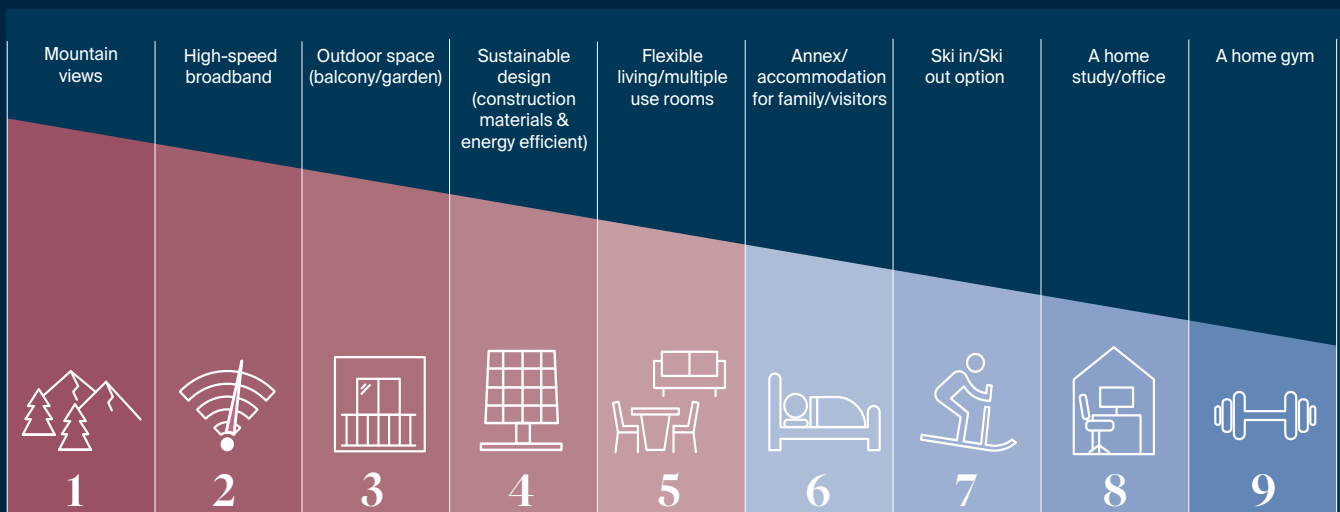 Mountain
views
High-speed
broadband
Outdoor space
(balcony/garden)
Sustainable
design
(construction
materials &
energy efficient)
Flexible
living/multiple
use rooms
Annex/
accommodation
for family/visitors
Ski in/Ski
out option
A home
study/office
A home gym
1
2
3
4
5
6
7
8
9